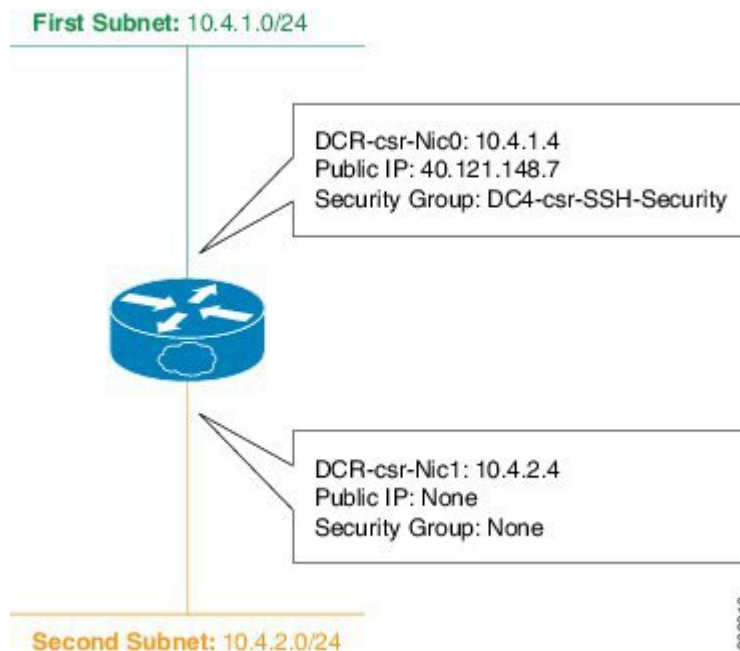 First Subnet: 10.4.1.0/24
DCR-csr-Nic0: 10.4.1.4
Public IP: 40.121.148.7
Security Group: DC4-csr-SSH-Security
DCR-csr-Nic1: 10.4.2.4
Public IP: None
Security Group: None
Second Subnet: 10.4.2.0/24